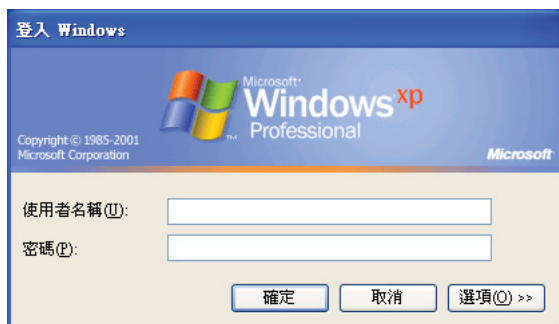 登入 Windows
Microsoft®
Windows xp
Professional
Copyright © 1985-2001
Microsoft Corporation
Microsoft
使用者名稱(U):
密碼(P):
確定 取消 選項(O) >>